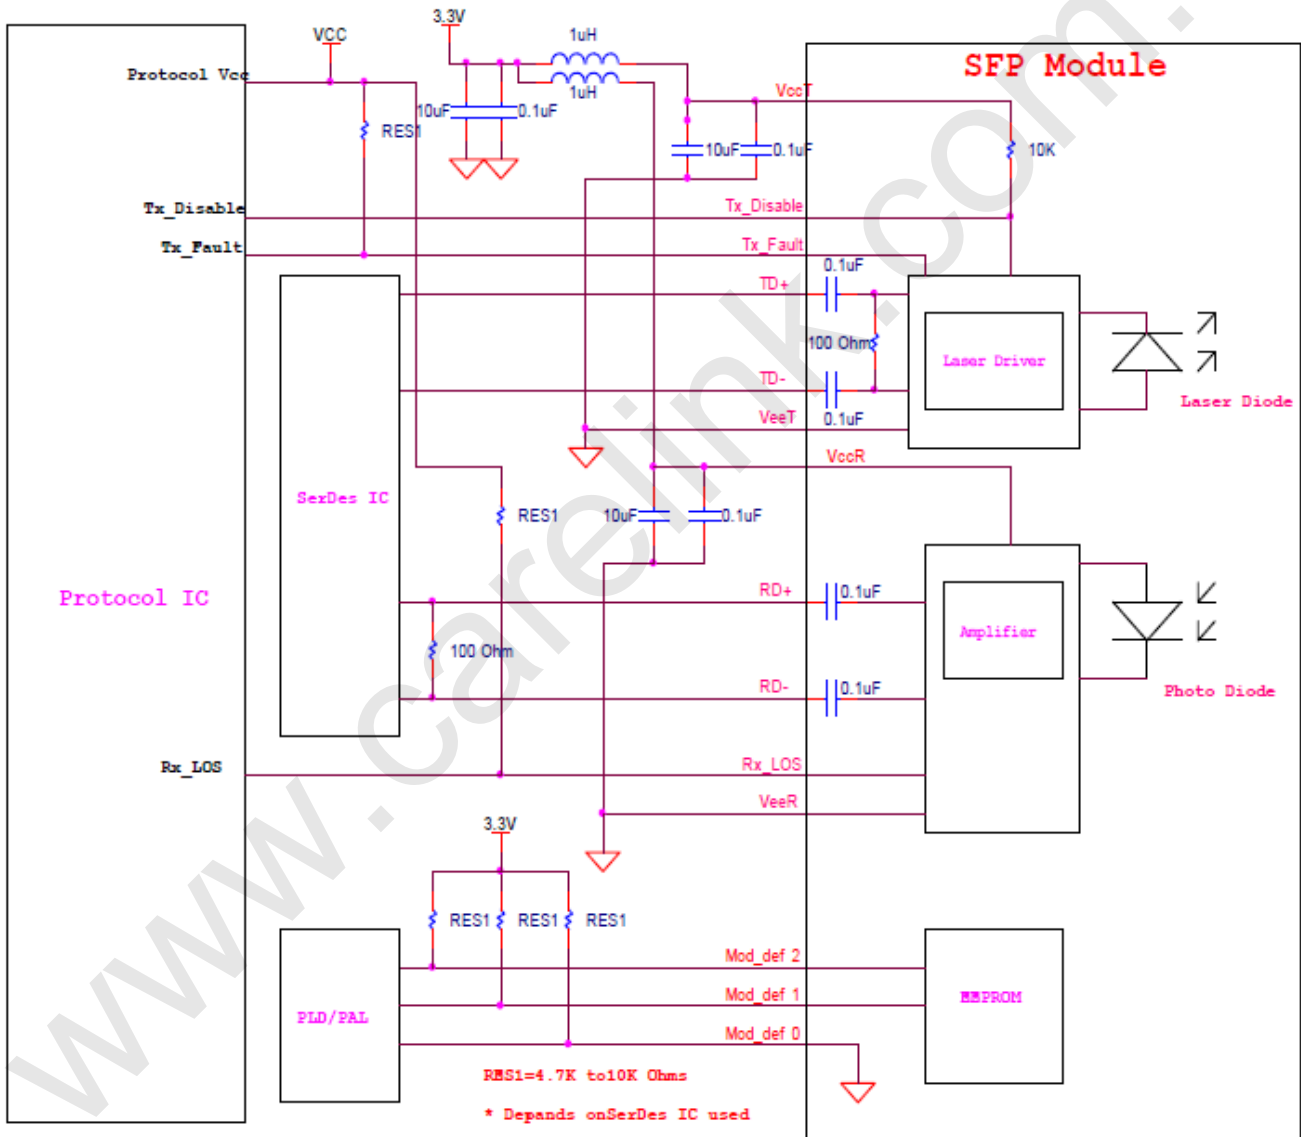 3.3V
VCC
1uH
SFP Module
Protocol Vcc
1uH
VccT
10uF
0.1uF
RES1
10uF
0.1uF
10K
Tx_Disable
Tx_Disable
Tx_Fault
Tx_Fault
0.1uF
TD+
100 Ohm
Laser Driver
TD-
Laser Diode
VeeT
0.1uF
VccR
SerDes IC
RES1
10uF
0.1uF
Protocol IC
RD+
0.1uF
Amplifier
100 Ohm
RD-
0.1uF
Photo Diode
Rx_LOS
Rx_LOS
VeeR
3.3V
RES1
RES1
RES1
Mod_def 2
Mod_def 1
EEPROM
PLD/PAL
Mod_def 0
RES1=4.7K to10K Ohms
* Depands onSerDes IC used
www.carelink.com.